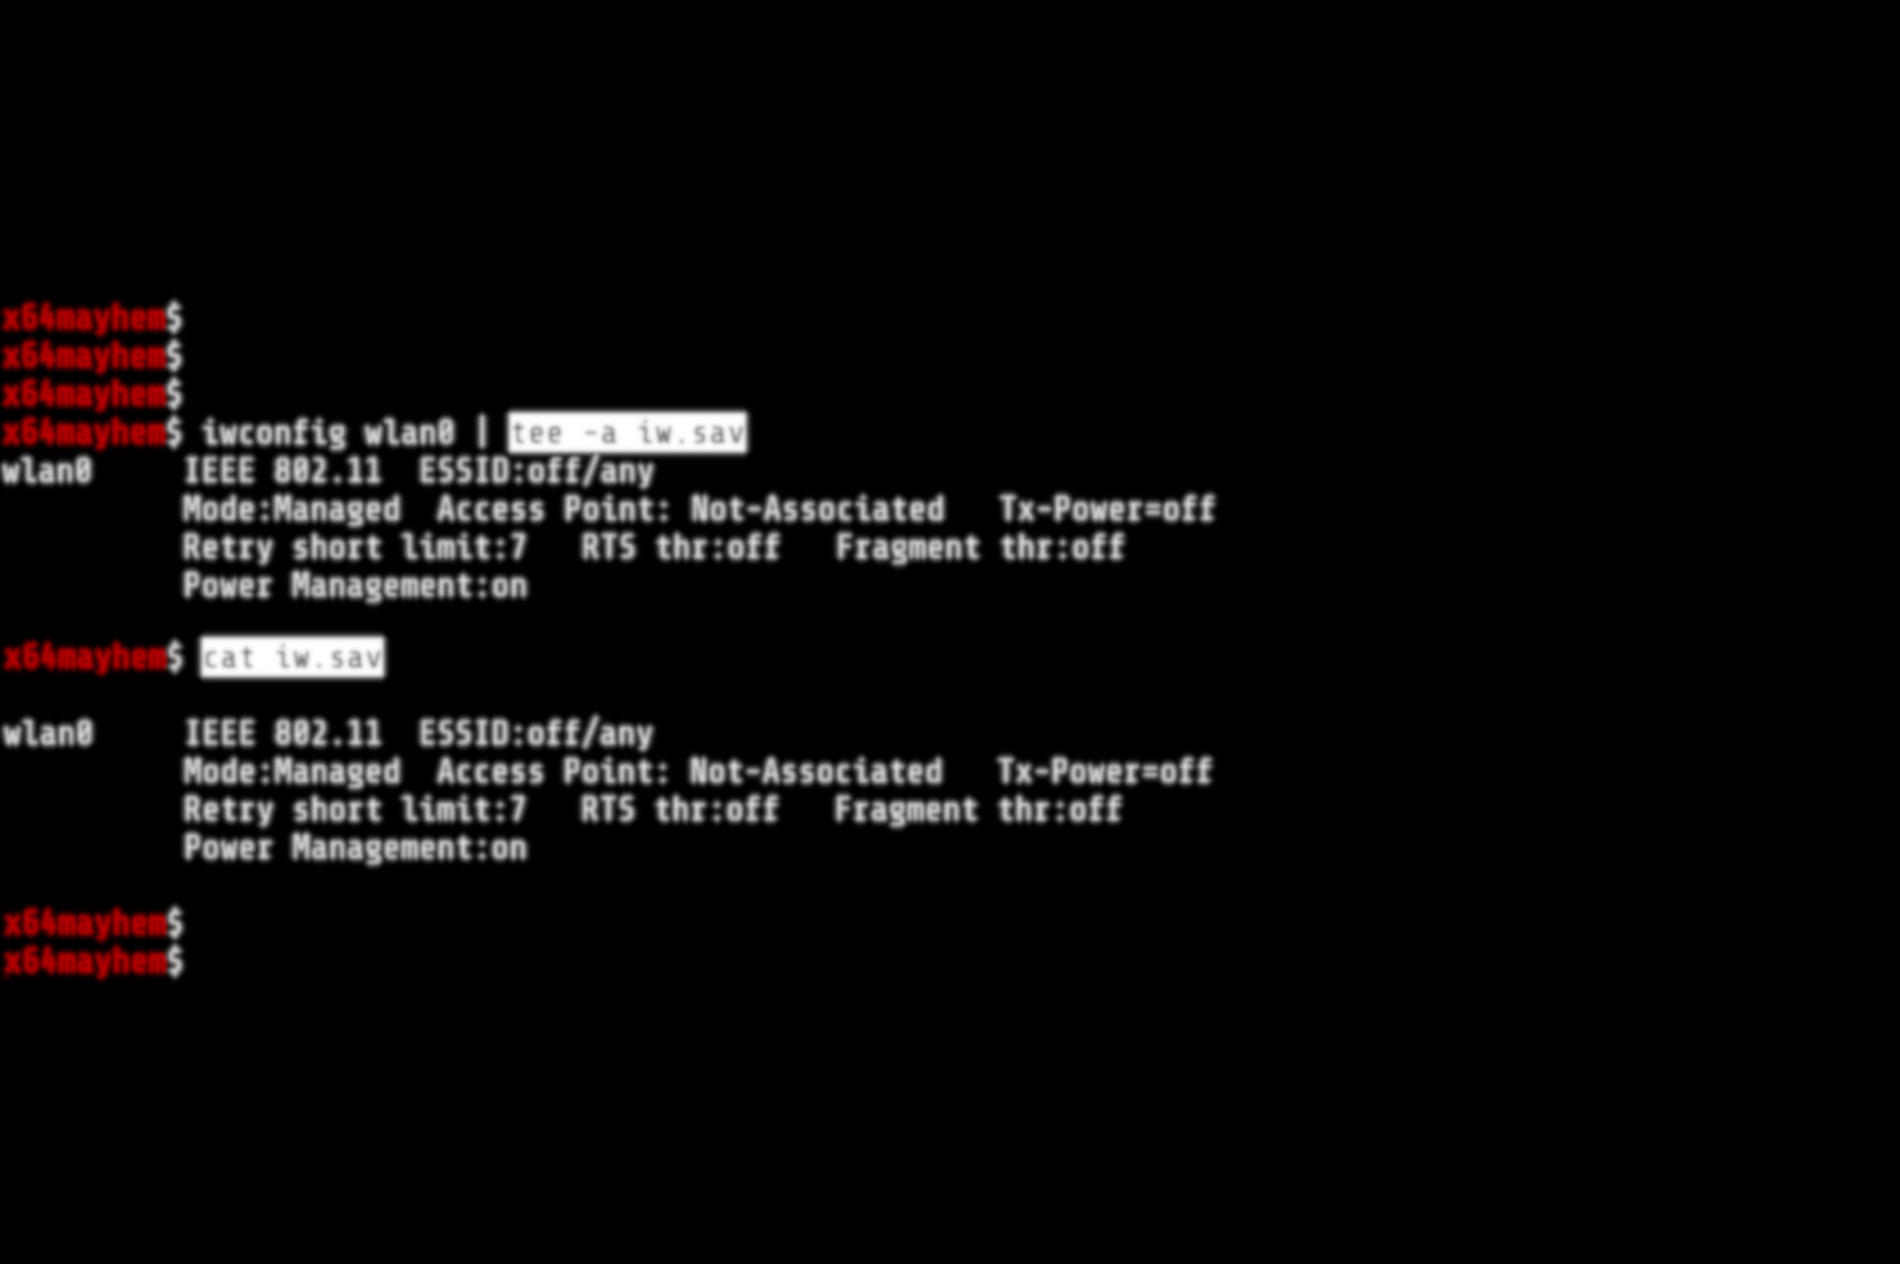 x64mayhem$
x64mayhem$
x64mayhem$
x64mayhem$ iwconfig wlan0 | tee -a iw.sav
wlan0     IEEE 802.11  ESSID:off/any
          Mode:Managed  Access Point: Not-Associated   Tx-Power=off
          Retry short limit:7   RTS thr:off   Fragment thr:off
          Power Management:on
x64mayhem$ cat iw.sav
wlan0     IEEE 802.11  ESSID:off/any
          Mode:Managed  Access Point: Not-Associated   Tx-Power=off
          Retry short limit:7   RTS thr:off   Fragment thr:off
          Power Management:on
x64mayhem$
x64mayhem$